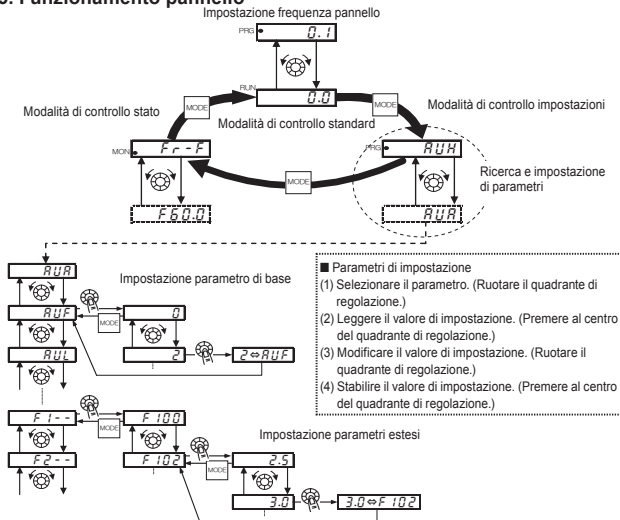 Impostazione frequenza pannello
PRG
0.1
RUN
0.0
MODE
MODE
Modalità di controllo stato
Modalità di controllo standard
Modalità di controllo impostazioni
MON
Fr-F
PRG
AUH
MODE
Ricerca e impostazione
di parametri
F60.0
AUA
AUA
Impostazione parametro di base
AUF
MODE
0
AUL
2
2⇔AUF
■ Parametri di impostazione
(1) Selezionare il parametro. (Ruotare il quadrante di
regolazione.)
(2) Leggere il valore di impostazione. (Premere al centro
del quadrante di regolazione.)
(3) Modificare il valore di impostazione. (Ruotare il
quadrante di regolazione.)
(4) Stabilire il valore di impostazione. (Premere al centro
del quadrante di regolazione.)
F1--
MODE
F100
Impostazione parametri estesi
F2--
F102
MODE
2.5
3.0
3.0⇔F102